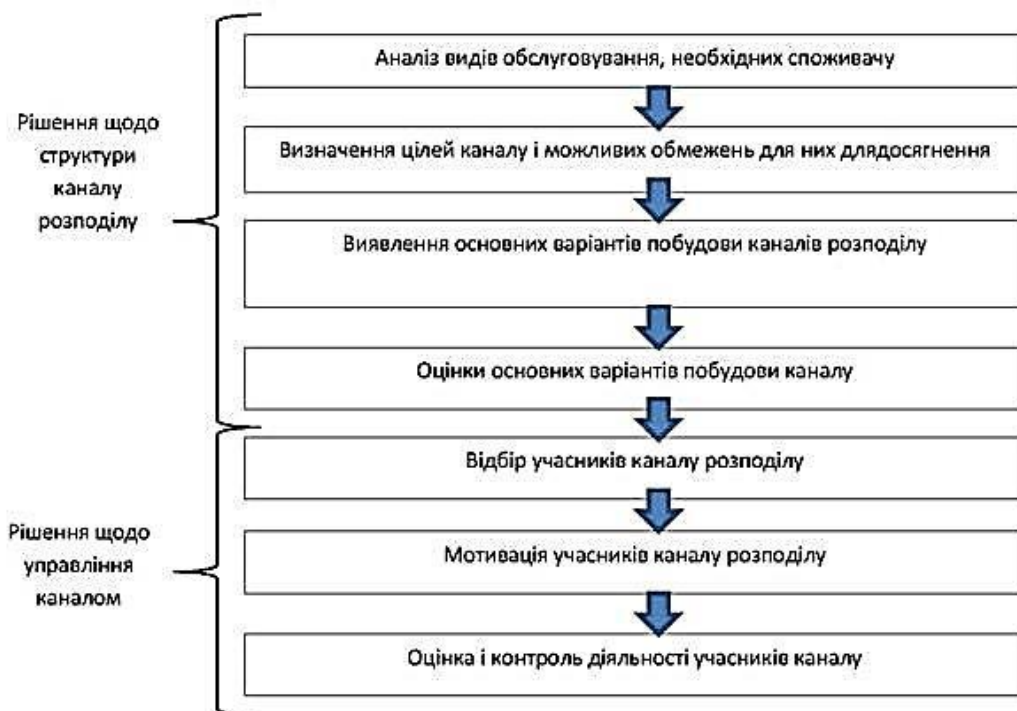 Рішення щодо
структури
каналу
розподілу
Аналіз видів обслуговування, необхідних споживачу
Визначення цілей каналу і можливих обмежень для них длядосягнення
Виявлення основних варіантів побудови каналів розподілу
Оцінки основних варіантів побудови каналу
Рішення щодо
управління
каналом
Відбір учасників каналу розподілу
Мотивація учасників каналу розподілу
Оцінка і контроль діяльності учасників каналу